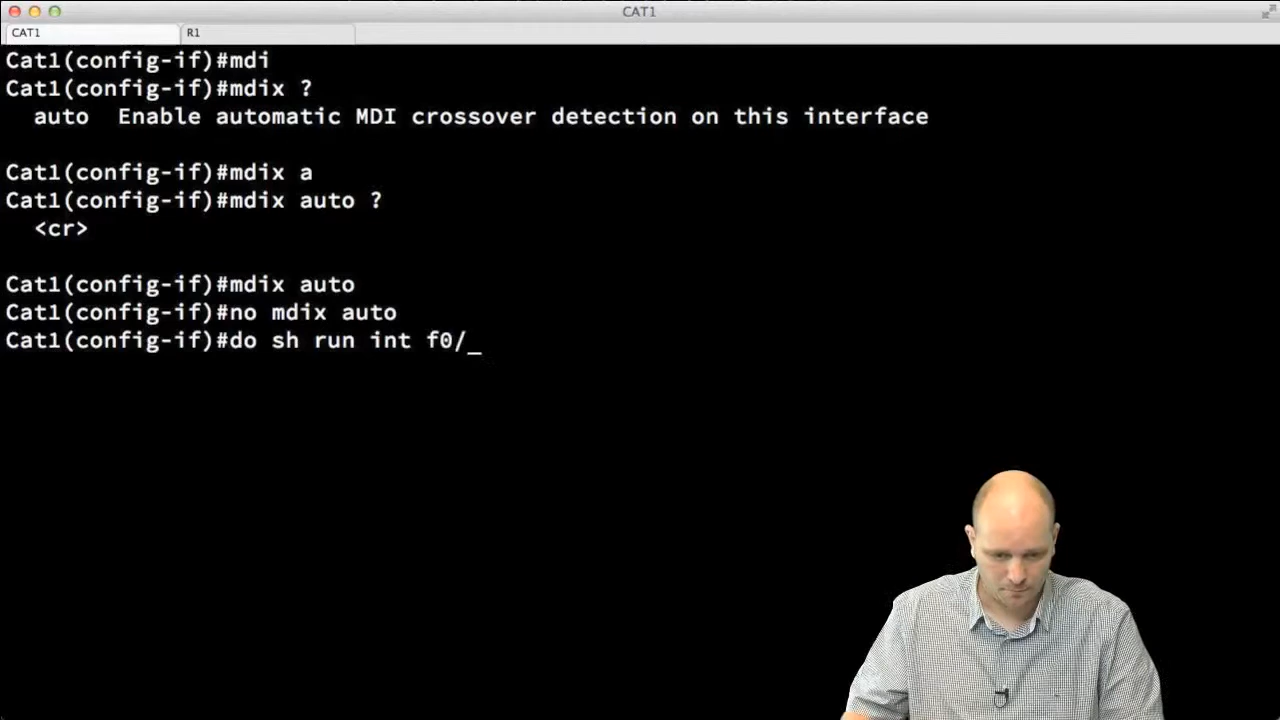 CAT1
CAT1
R1
Cat1(config-if)#mdi
Cat1(config-if)#mdix ?
auto  Enable automatic MDI crossover detection on this interface
Cat1(config-if)#mdix a
Cat1(config-if)#mdix auto ?
<cr>
Cat1(config-if)#mdix auto
Cat1(config-if)#no mdix auto
Cat1(config-if)#do sh run int f0/_